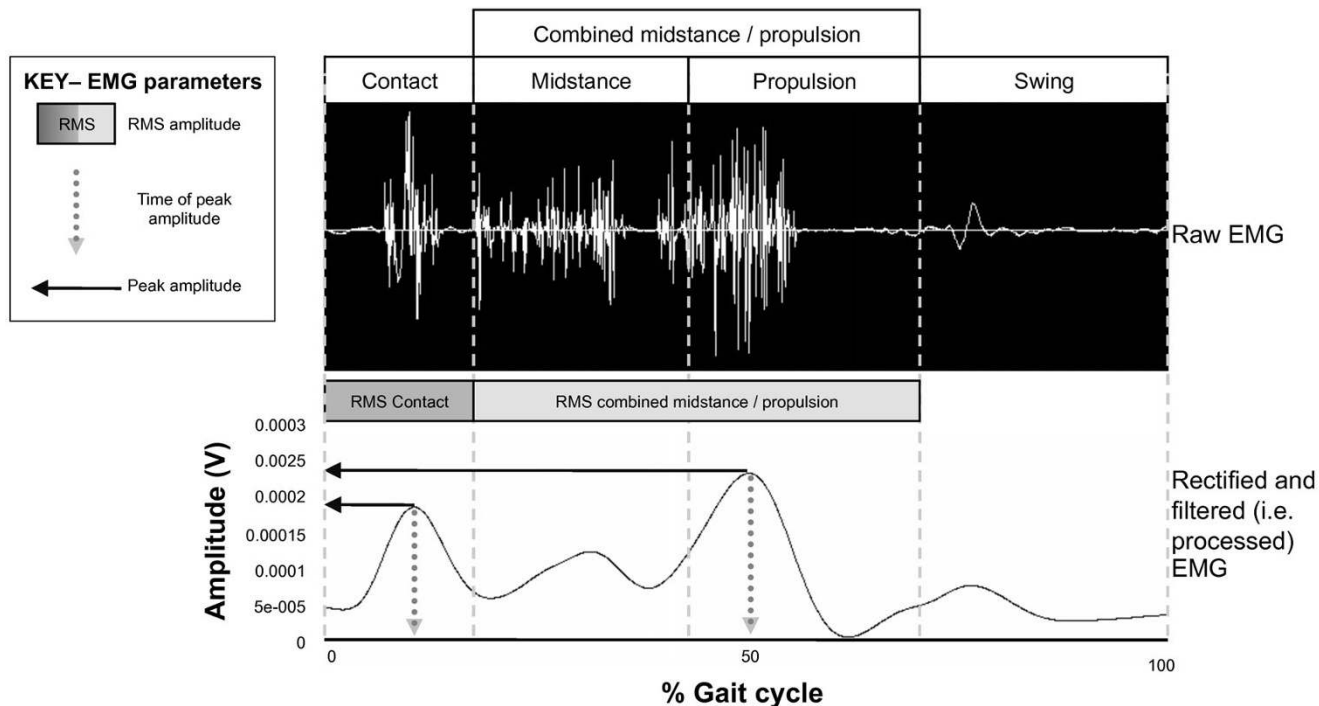 KEY– EMG parameters
RMS
RMS amplitude
Time of peak
amplitude
Peak amplitude
Combined midstance / propulsion
Contact
Midstance
Propulsion
Swing
Raw EMG
RMS Contact
RMS combined midstance / propulsion
Amplitude (V)
0.0003
0.0025
0.0002
0.00015
0.0001
5e-005
0
Rectified and
filtered (i.e.
processed)
EMG
0
50
100
% Gait cycle